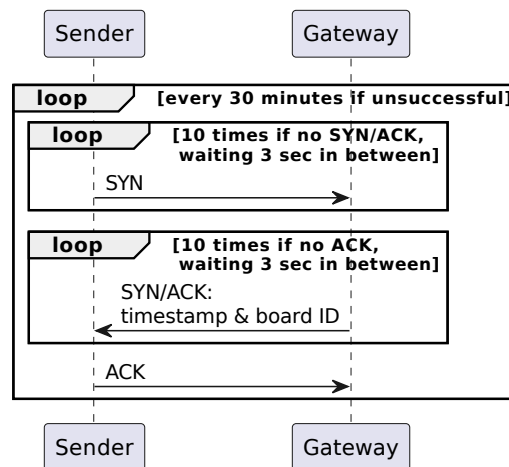 Sender Gateway
loop [every 30 minutes if unsuccessful]
loop [10 times if no SYN/ACK,
waiting 3 sec in between]
SYN
loop [10 times if no ACK,
waiting 3 sec in between]
SYN/ACK:
timestamp & board ID
ACK
Sender Gateway